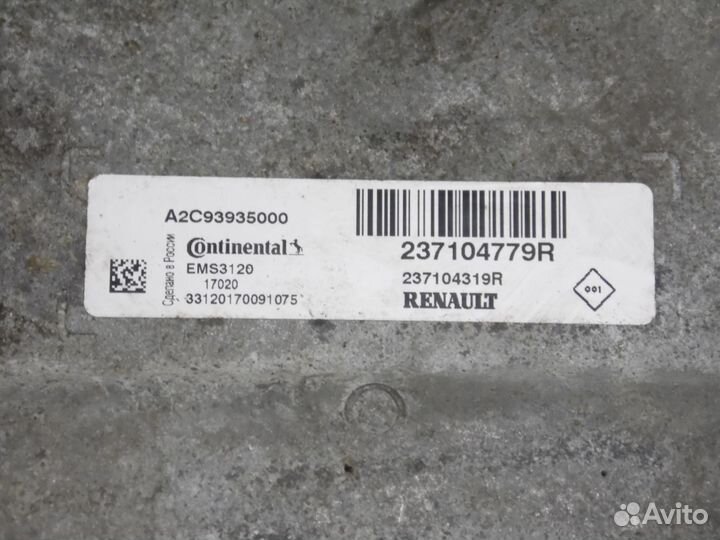 A2C93935000
Continental
EMS3120
17020
33120170091075
Сделано в России
237104779R
237104319R
RENAULT
001
Avito